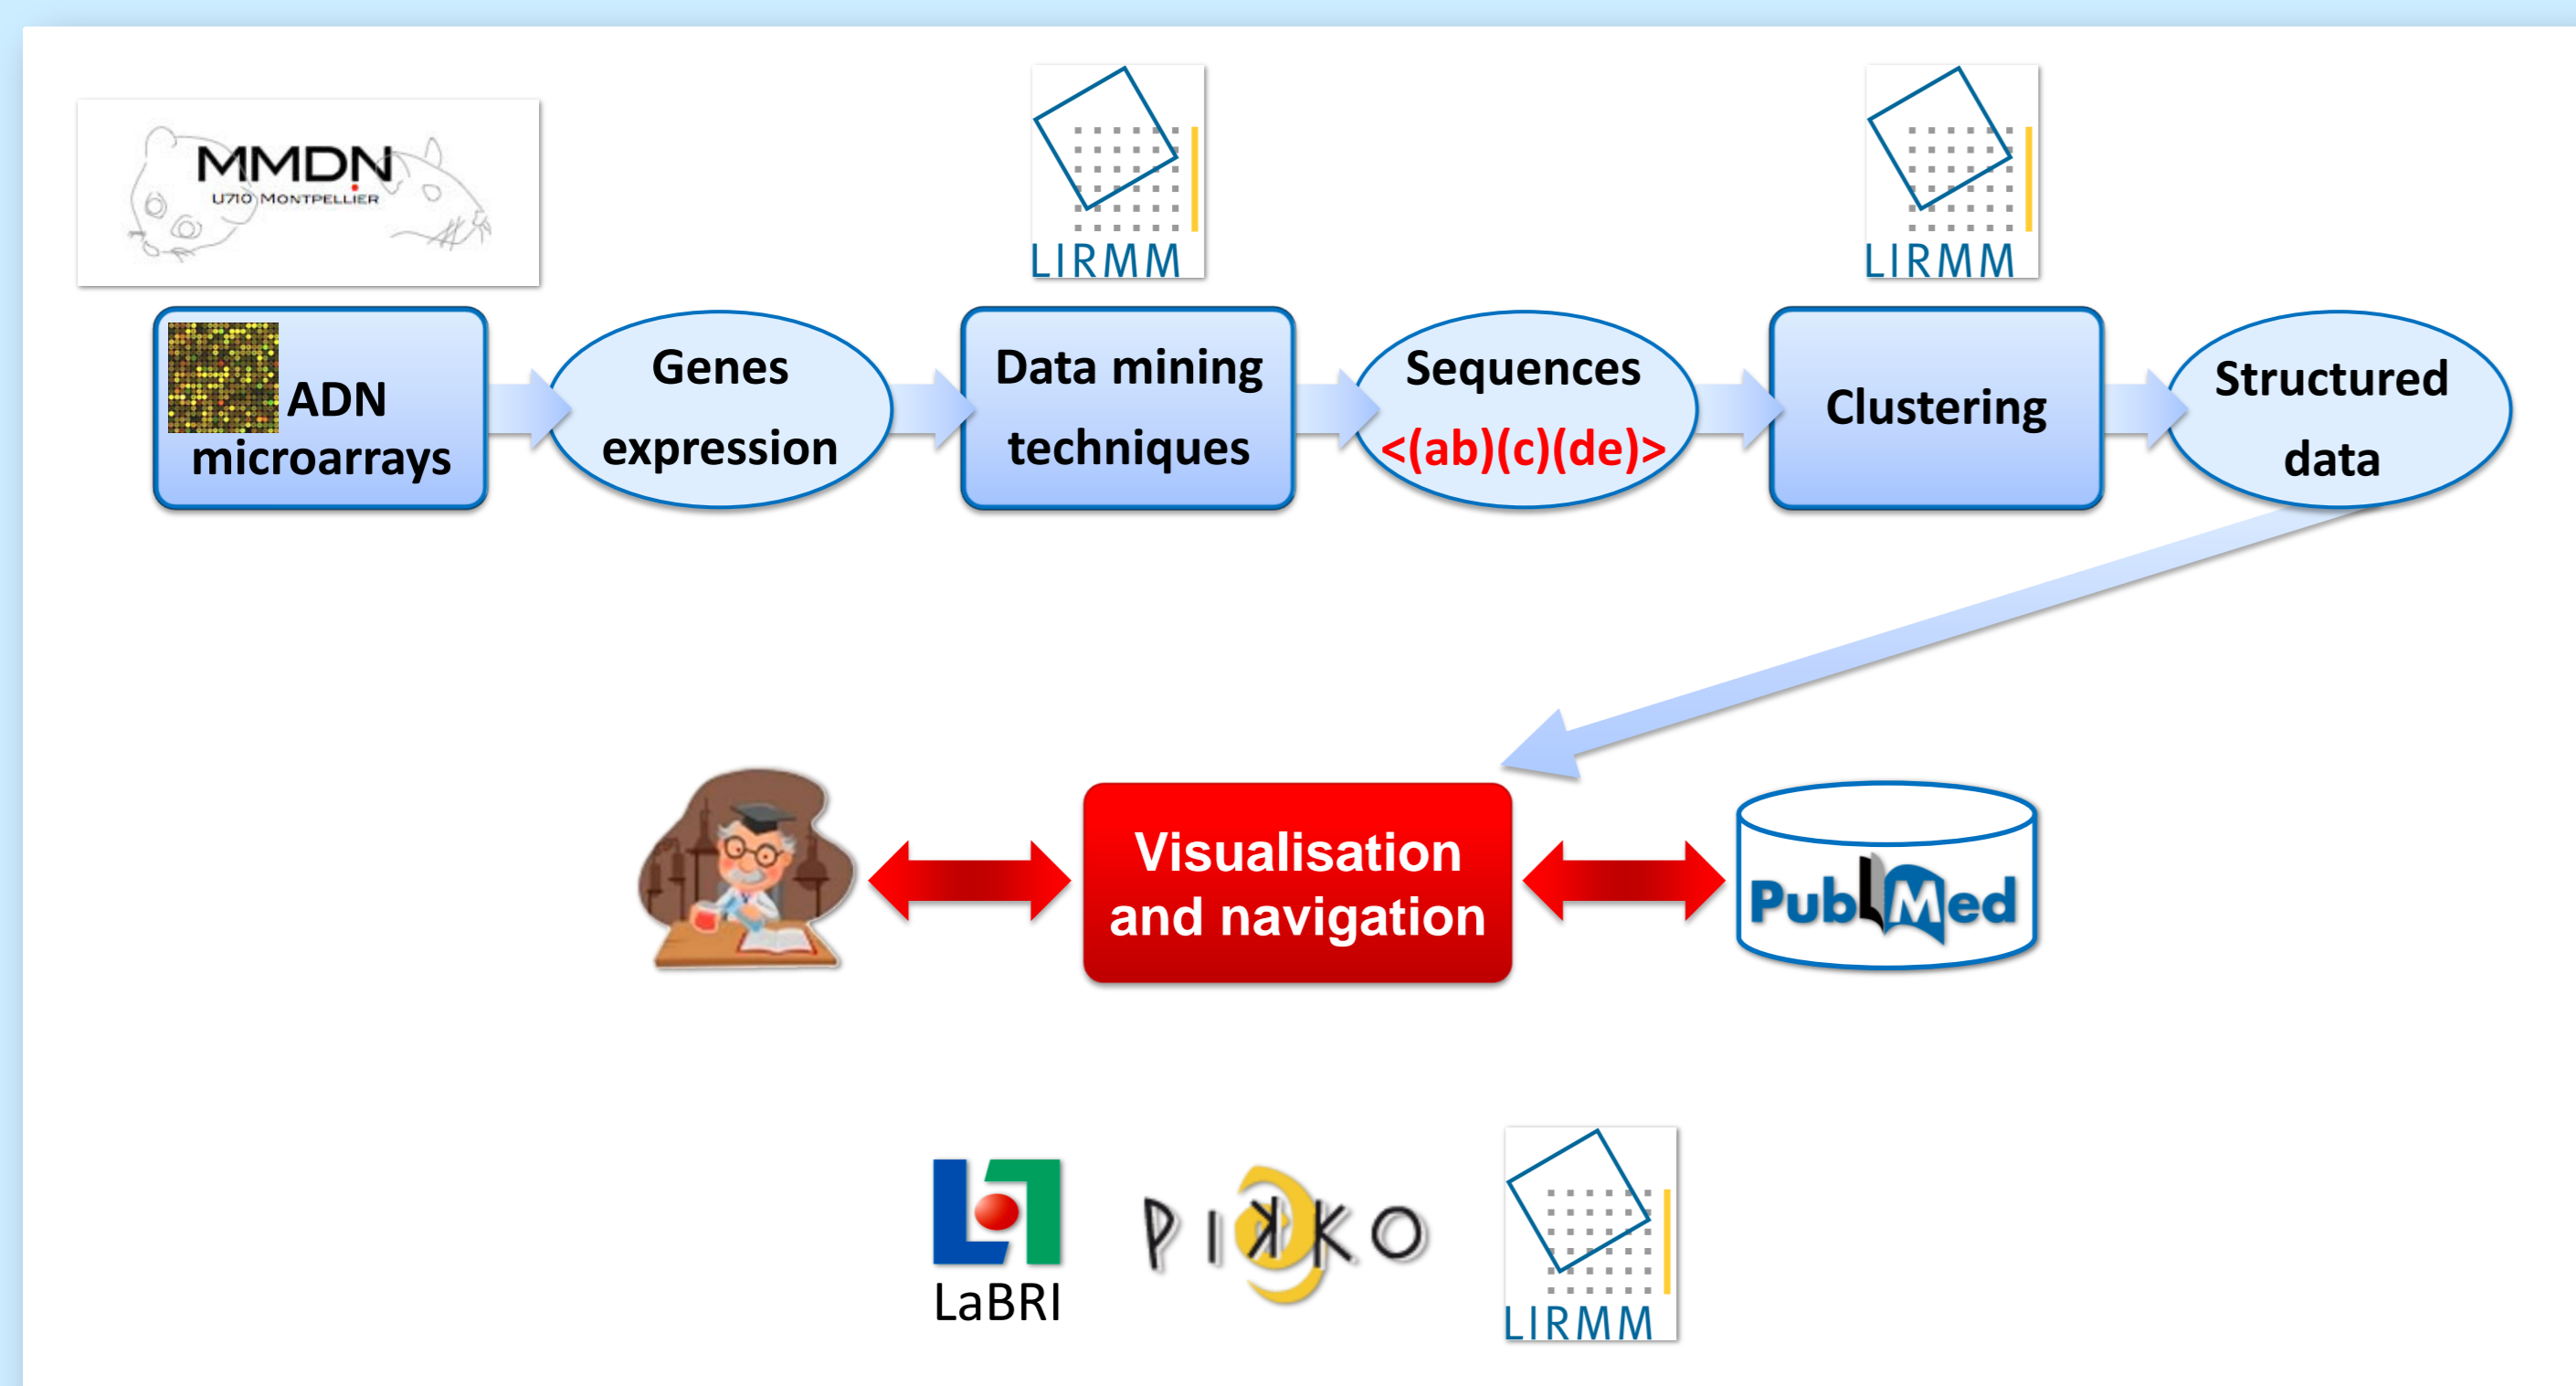 MMDN
U710 MONTPELLIER
LIRMM
LIRMM
ADN
microarrays
Genes
expression
Data mining
techniques
Sequences
<(ab)(c)(de)>
Clustering
Structured
data
Visualisation
and navigation
PubMed
LaBRI
PIKKO
LIRMM